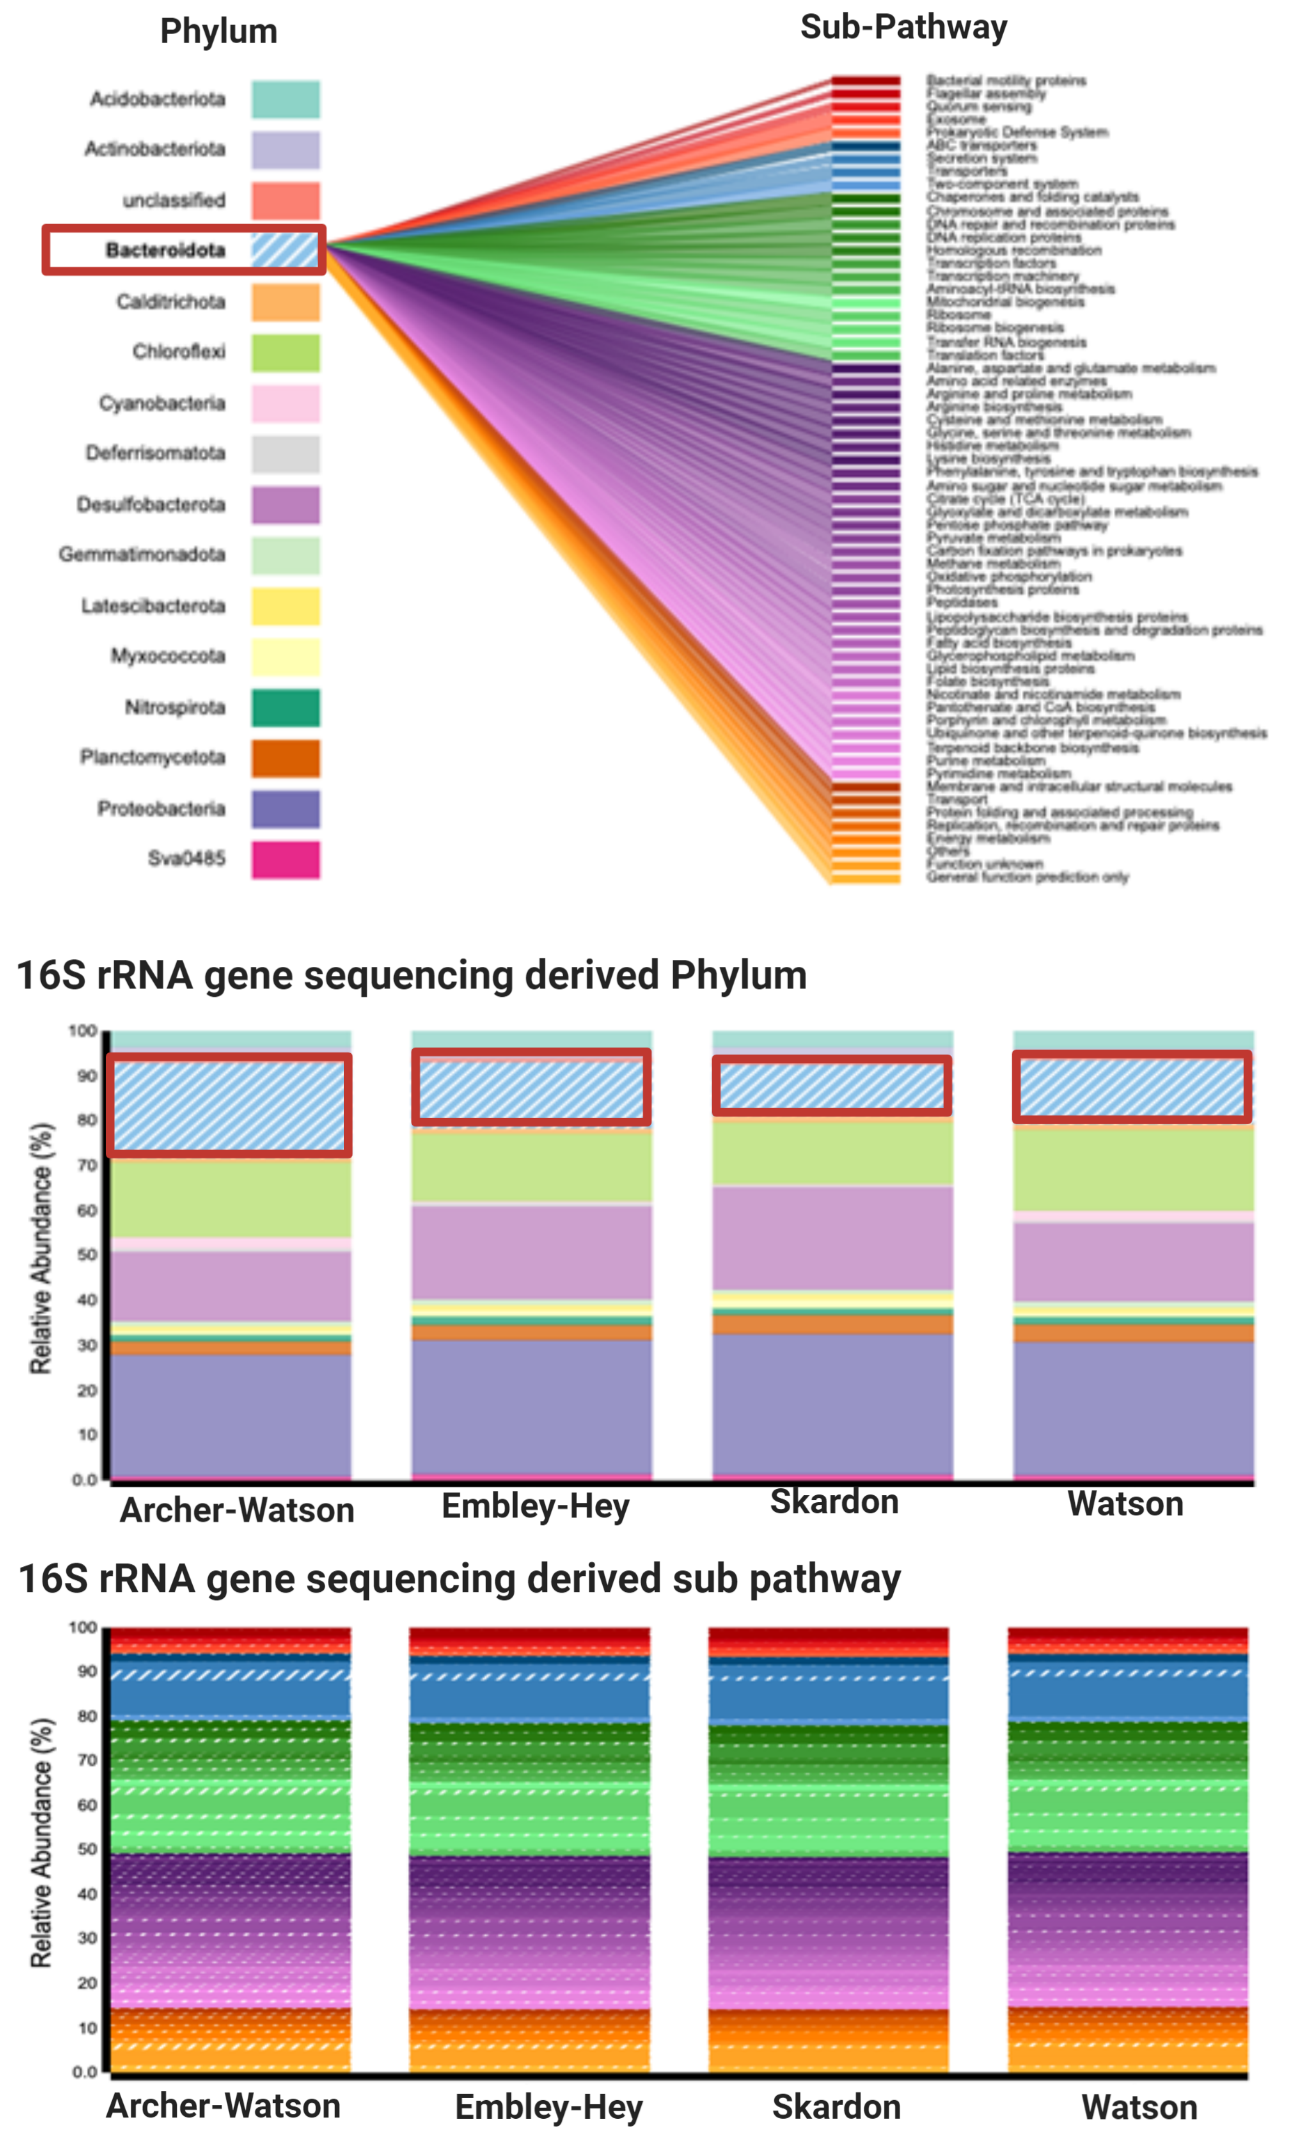 Phylum
Sub-Pathway
Acidobacteriota
Actinobacteriota
unclassified
Bacteroidota
Calditrichota
Chloroflexi
Cyanobacteria
Deferrisomatota
Desulfobacterota
Gemmatimonadota
Latescibacterota
Myxococcota
Nitrospirota
Planctomycetota
Proteobacteria
Sva0485
Bacterial motility proteins
Flagellar assembly
Quorum sensing
Exosome
Prokaryotic Defense System
ABC transporters
Secretion system
Transporters
Two-component system
Chaperones and folding catalysts
Chromosome and associated proteins
DNA repair and recombination proteins
DNA replication proteins
Homologous recombination
Transcription factors
Transcription machinery
Aminoacyl-tRNA biosynthesis
Mitochondrial biogenesis
Ribosome
Ribosome biogenesis
Transfer RNA biogenesis
Translation factors
Alanine, aspartate and glutamate metabolism
Amino acid related enzymes
Arginine and proline metabolism
Arginine biosynthesis
Cysteine and methionine metabolism
Glycine, serine and threonine metabolism
Histidine metabolism
Lysine biosynthesis
Phenylalanine, tyrosine and tryptophan biosynthesis
Amino sugar and nucleotide sugar metabolism
Citrate cycle (TCA cycle)
Glyoxylate and dicarboxylate metabolism
Pentose phosphate pathway
Pyruvate metabolism
Carbon fixation pathways in prokaryotes
Methane metabolism
Oxidative phosphorylation
Photosynthesis proteins
Peptidases
Lipopolysaccharide biosynthesis proteins
Peptidoglycan biosynthesis and degradation proteins
Fatty acid biosynthesis
Glycerophospholipid metabolism
Lipid biosynthesis proteins
Folate biosynthesis
Nicotinate and nicotinamide metabolism
Pantothenate and CoA biosynthesis
Porphyrin and chlorophyll metabolism
Ubiquinone and other terpenoid-quinone biosynthesis
Terpenoid backbone biosynthesis
Purine metabolism
Pyrimidine metabolism
Membrane and intracellular structural molecules
Transport
Protein folding and associated processing
Replication, recombination and repair proteins
Energy metabolism
Others
Function unknown
General function prediction only
16S rRNA gene sequencing derived Phylum
Relative Abundance (%)
100
90
80
70
60
50
40
30
20
10
0.0
Archer-Watson
Embley-Hey
Skardon
Watson
16S rRNA gene sequencing derived sub pathway
Relative Abundance (%)
100
90
80
70
60
50
40
30
20
10
0.0
Archer-Watson
Embley-Hey
Skardon
Watson